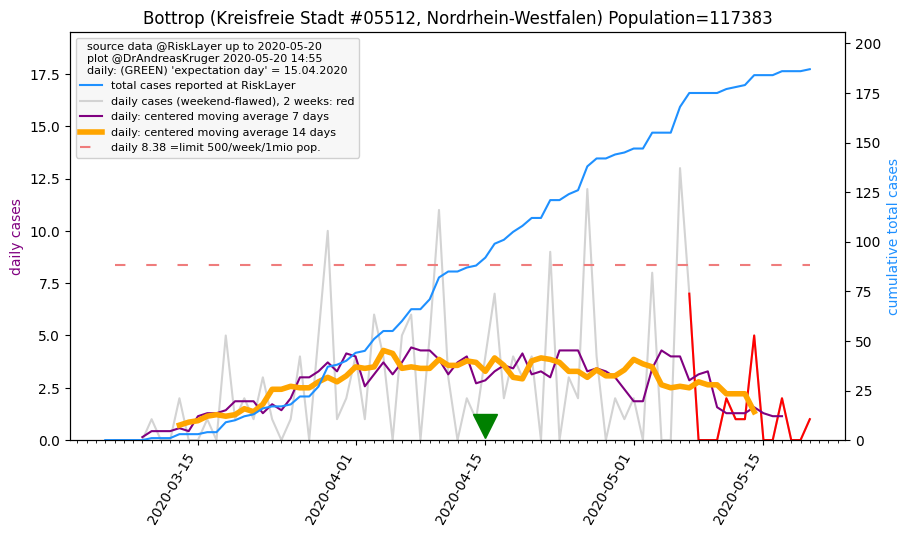 Bottrop (Kreisfreie Stadt #05512, Nordrhein-Westfalen) Population=117383
source data @RiskLayer up to 2020-05-20
plot @DrAndreasKruger 2020-05-20 14:55
daily: (GREEN) 'expectation day' = 15.04.2020
total cases reported at RiskLayer
daily cases (weekend-flawed), 2 weeks: red
daily: centered moving average 7 days
daily: centered moving average 14 days
daily 8.38 =limit 500/week/1mio pop.
daily cases
17.5
15.0
12.5
10.0
7.5
5.0
2.5
0.0
cumulative total cases
200
175
150
125
100
75
50
25
0
2020-03-15
2020-04-01
2020-04-15
2020-05-01
2020-05-15